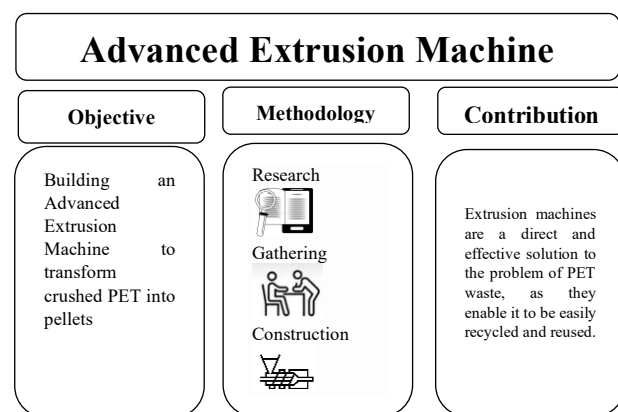 Advanced Extrusion Machine
Objective
Methodology
Contribution
Building an
Advanced
Extrusion
Machine to
transform
crushed PET into
pellets
Research
Gathering
Construction
Extrusion machines
are a direct and
effective solution to
the problem of PET
waste, as they
enable it to be easily
recycled and reused.